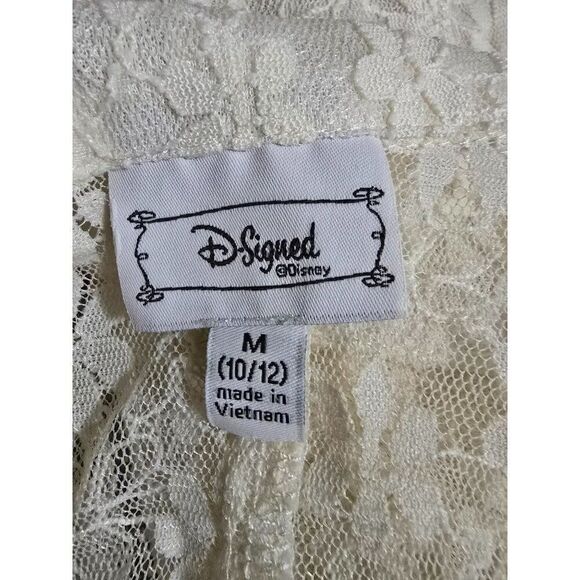 D-Signed
©Disney
M
(10/12)
made in
Vietnam